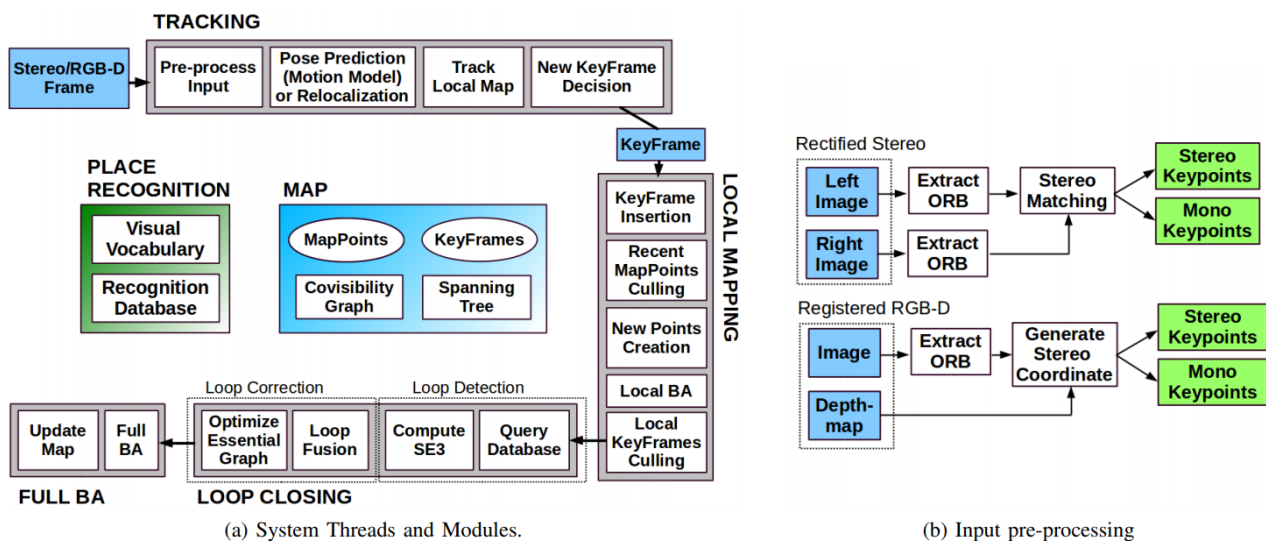 TRACKING
Stereo/RGB-D
Frame
Pre-process
Input
Pose Prediction
(Motion Model)
or Relocalization
Track
Local Map
New KeyFrame
Decision
KeyFrame
PLACE
RECOGNITION
Visual
Vocabulary
Recognition
Database
MAP
MapPoints
KeyFrames
Covisibility
Graph
Spanning
Tree
LOCAL MAPPING
KeyFrame
Insertion
Recent
MapPoints
Culling
New Points
Creation
Local BA
Local
KeyFrames
Culling
Loop Correction
Loop Detection
Update
Map
Full
BA
Optimize
Essential
Graph
Loop
Fusion
Compute
SE3
Query
Database
FULL BA
LOOP CLOSING
(a) System Threads and Modules.
Rectified Stereo
Left
Image
Extract
ORB
Stereo
Matching
Stereo
Keypoints
Mono
Keypoints
Right
Image
Extract
ORB
Registered RGB-D
Image
Extract
ORB
Generate
Stereo
Coordinate
Stereo
Keypoints
Mono
Keypoints
Depth-
map
(b) Input pre-processing